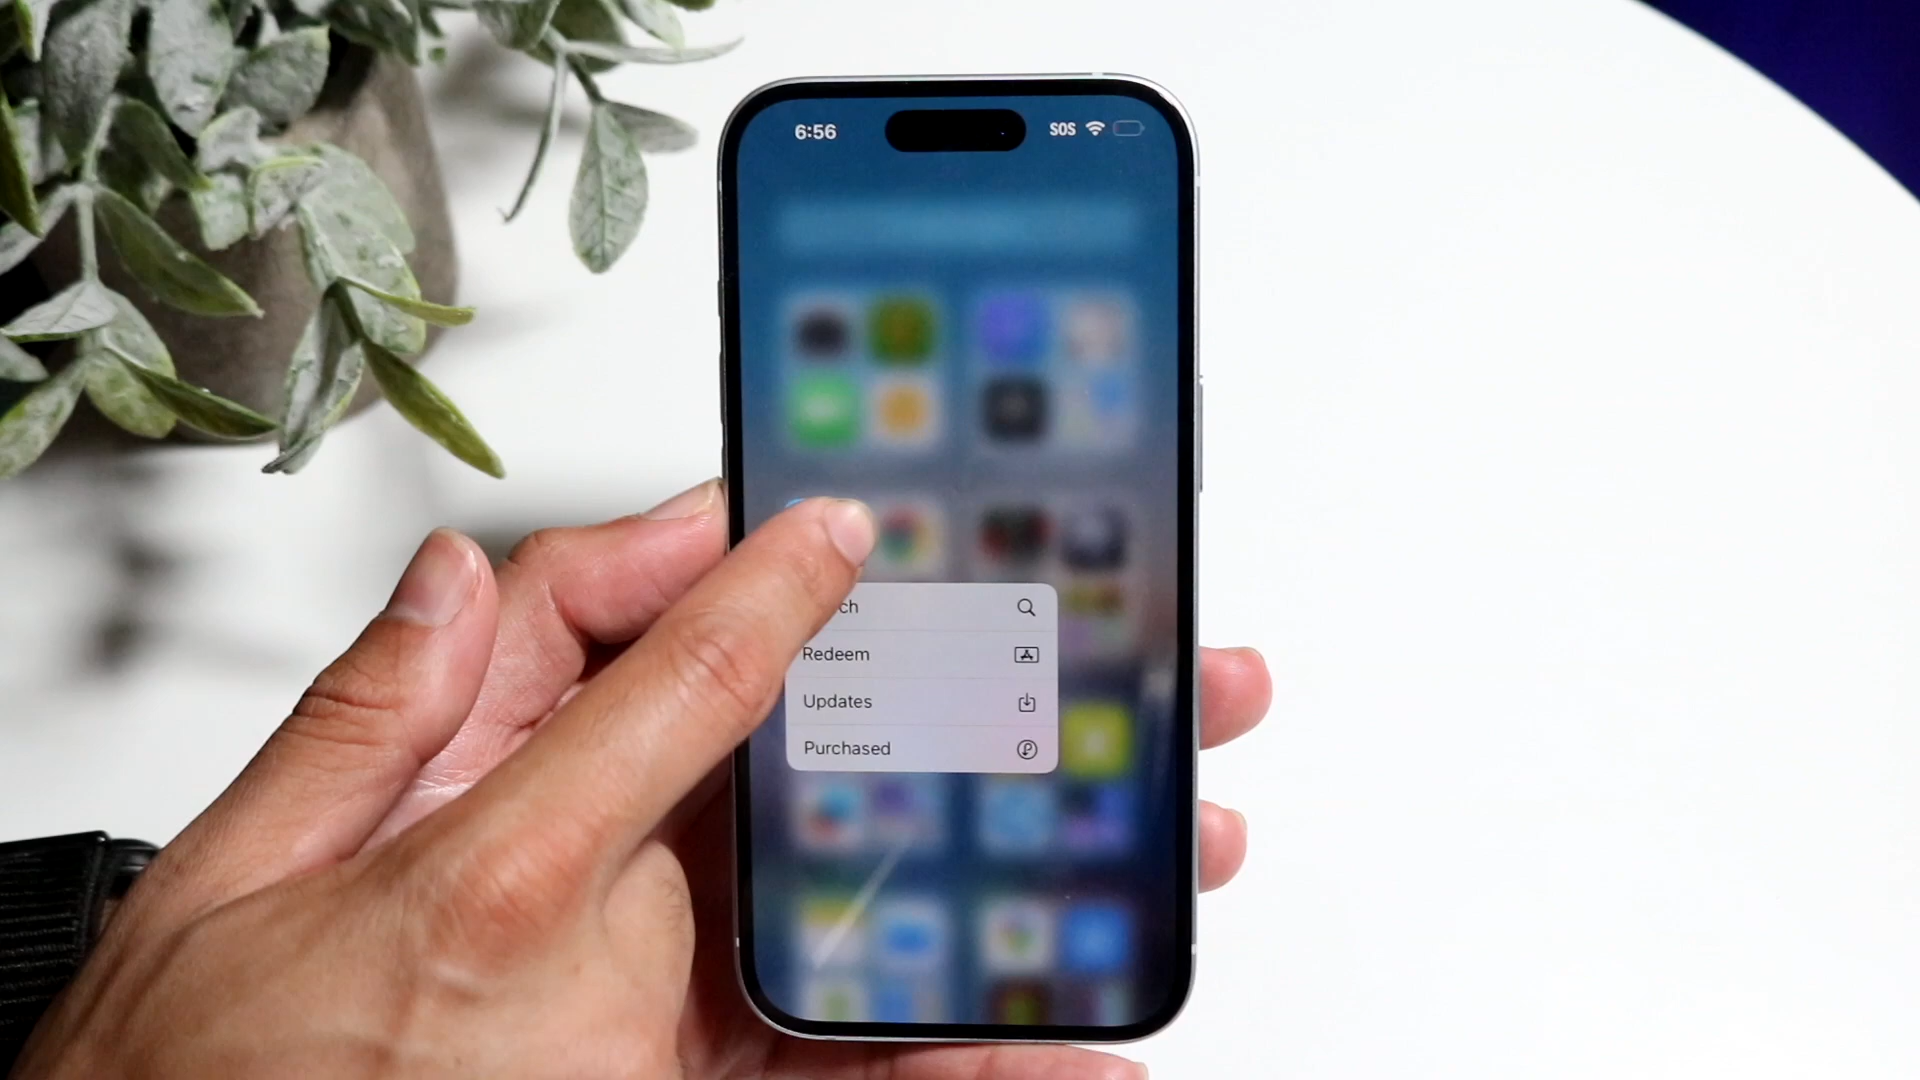 6:56 SOS
ch
Redeem
Updates
Purchased